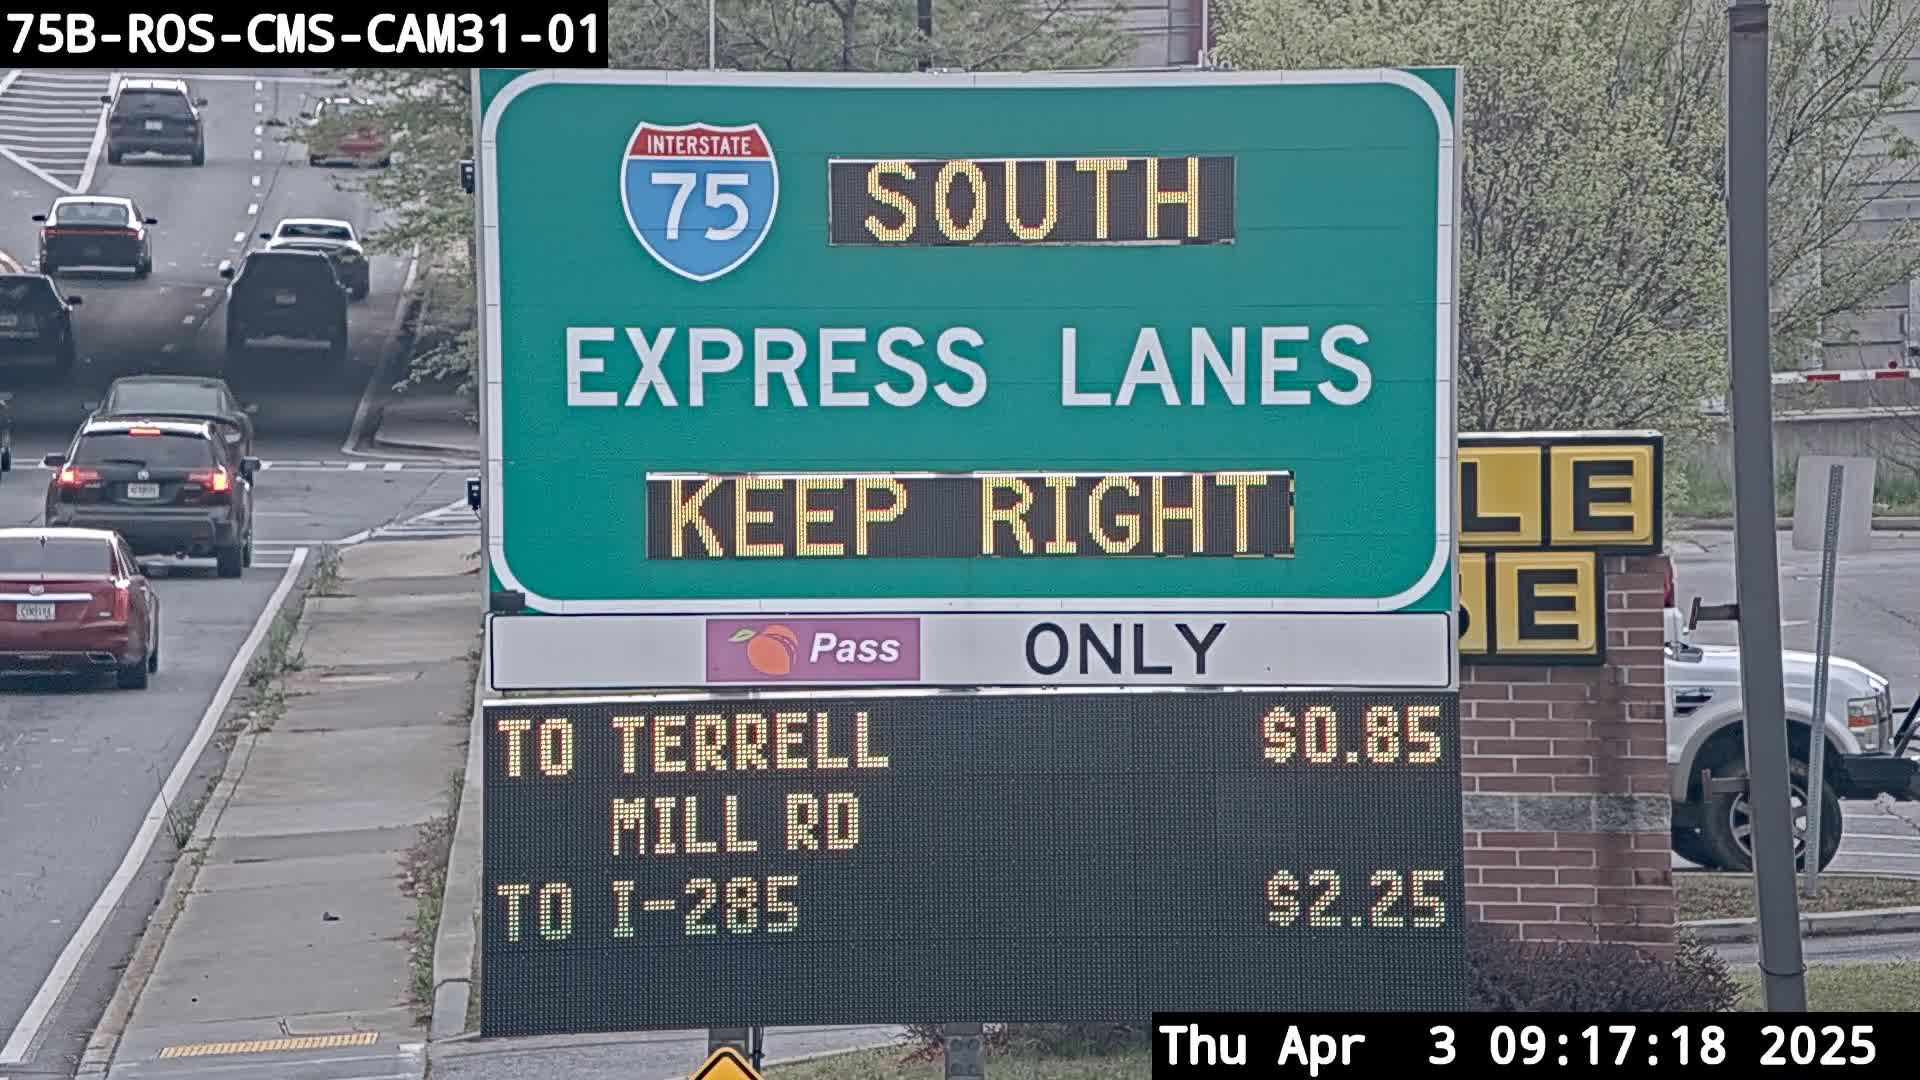 75B-ROS-CMS-CAM31-01
INTERSTATE
75
SOUTH
EXPRESS LANES
KEEP RIGHT
Pass ONLY
TO TERRELL $0.85
MILL RD
TO I-285 $2.25
LE
E
Thu Apr 3 09:17:18 2025